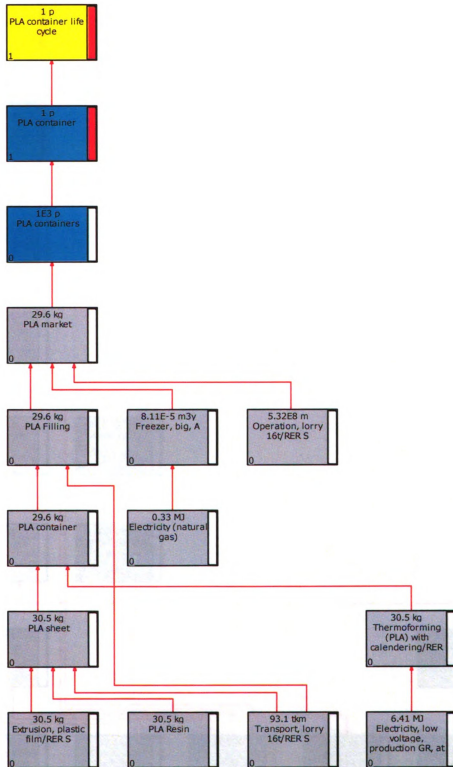 1 p
PLA container life
cycle
1
1 p
PLA container
1
1E3 p
PLA containers
0
29.6 kg
PLA market
0
29.6 kg
PLA Filling
0
8.11E-5 m3y
Freezer, big, A
0
5.32E8 m
Operation, lorry
16t/RER S
0
29.6 kg
PLA container
0
0.33 MJ
Electricity (natural
gas)
0
30.5 kg
PLA sheet
0
30.5 kg
Thermoforming
(PLA) with
calendering/RER
0
30.5 kg
Extrusion, plastic
film/RER S
0
30.5 kg
PLA Resin
0
93.1 tkm
Transport, lorry
16t/RER S
0
6.41 MJ
Electricity, low
voltage,
production GR, at
0